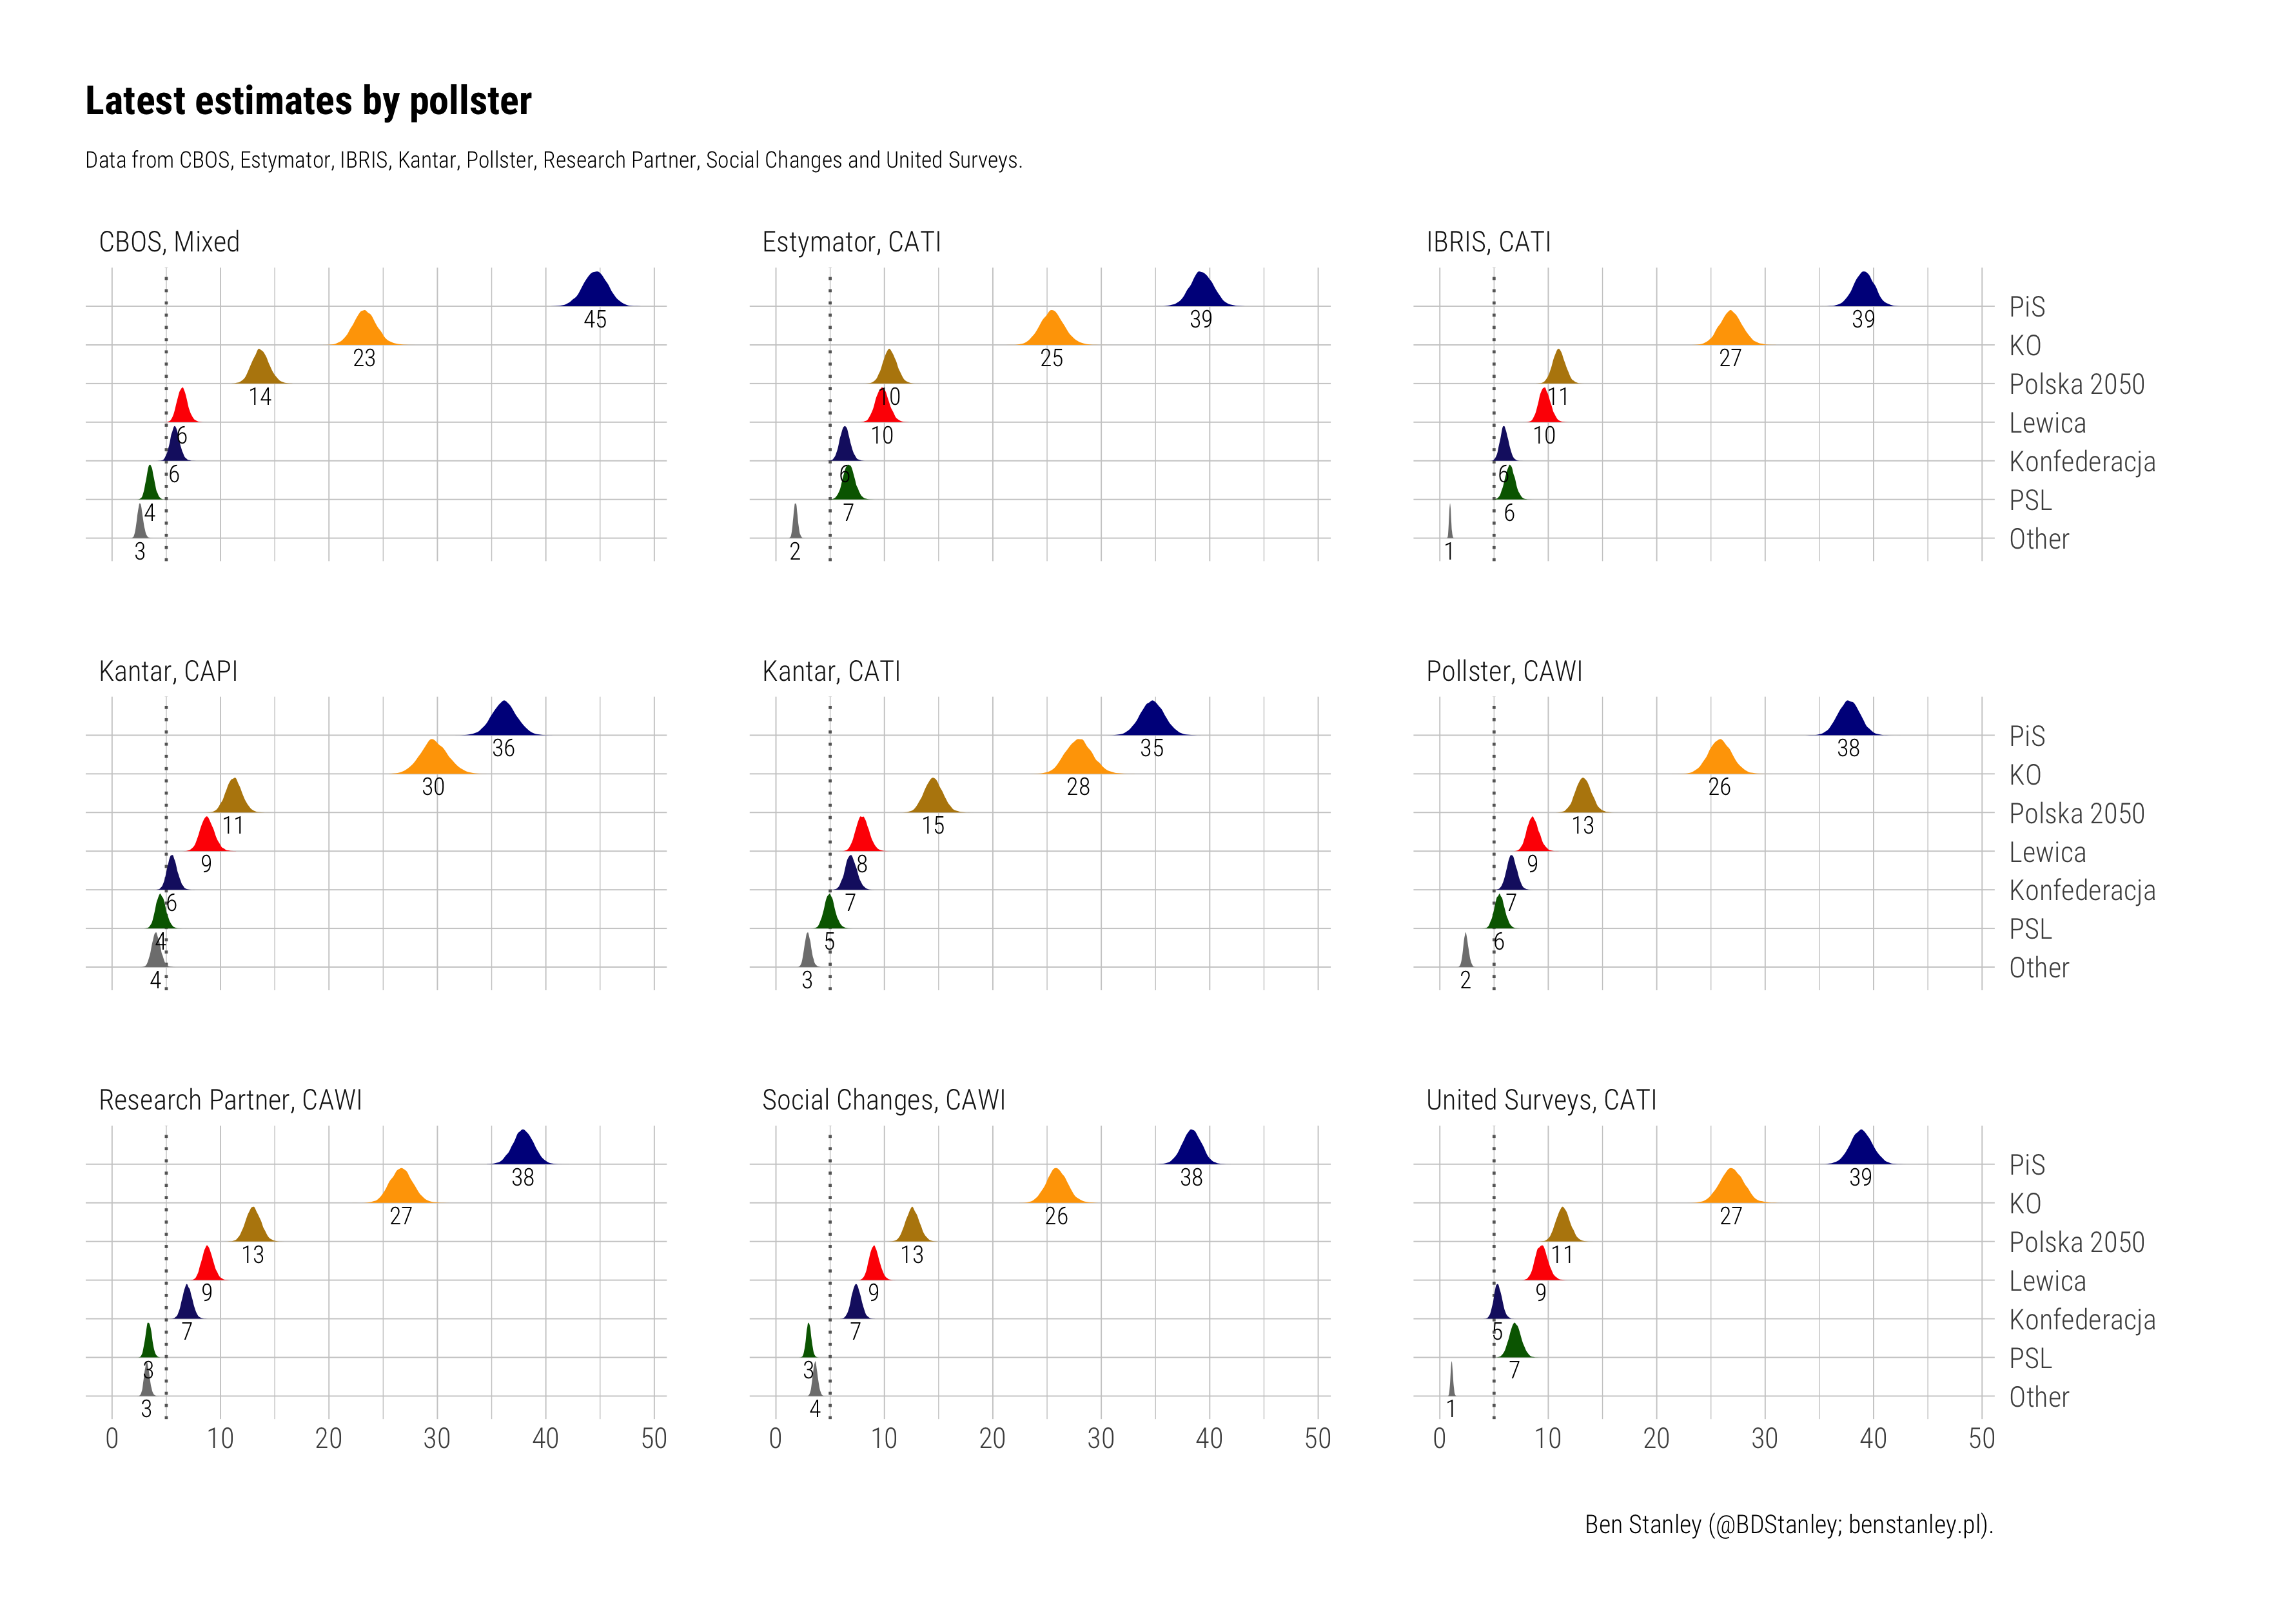 Latest estimates by pollster
Data from CBOS, Estymator, IBRIS, Kantar, Pollster, Research Partner, Social Changes and United Surveys.
CBOS, Mixed
45
23
14
6
6
4
3
Estymator, CATI
39
25
10
10
6
7
2
IBRIS, CATI
39
27
11
10
6
6
1
PiS
KO
Polska 2050
Lewica
Konfederacja
PSL
Other
Kantar, CAPI
36
30
11
9
6
4
4
Kantar, CATI
35
28
15
8
7
5
3
Pollster, CAWI
38
26
13
9
7
6
2
PiS
KO
Polska 2050
Lewica
Konfederacja
PSL
Other
Research Partner, CAWI
38
27
13
9
7
3
3
0 10 20 30 40 50
Social Changes, CAWI
38
26
13
9
7
3
4
0 10 20 30 40 50
United Surveys, CATI
39
27
11
9
5
7
1
PiS
KO
Polska 2050
Lewica
Konfederacja
PSL
Other
0 10 20 30 40 50
Ben Stanley (@BDStanley; benstanley.pl).